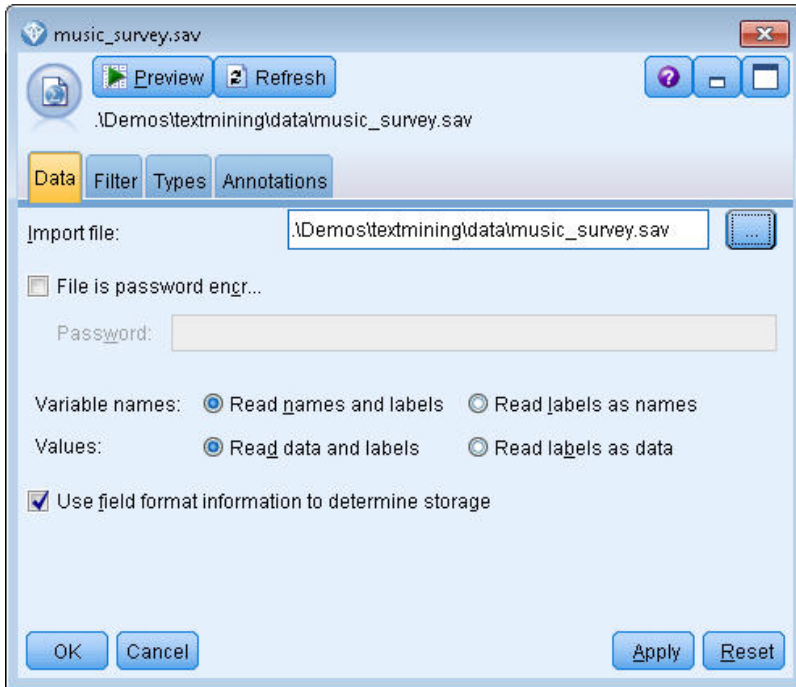 music_survey.sav
Preview Refresh
.\Demos\textmining\data\music_survey.sav
Data Filter Types Annotations
Import file: .\Demos\textmining\data\music_survey.sav ...
File is password encr...
Password:
Variable names: Read names and labels Read labels as names
Values: Read data and labels Read labels as data
Use field format information to determine storage
OK Cancel Apply Reset